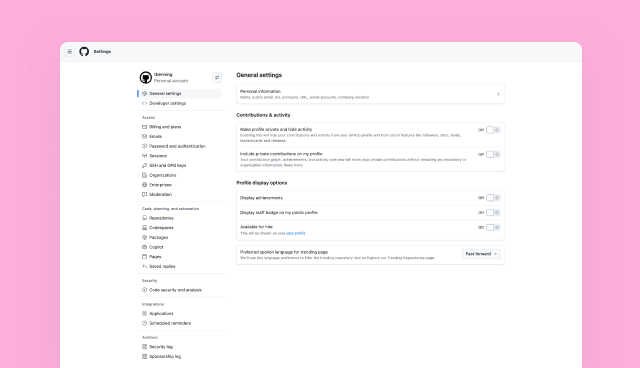 Settings
tbenning
Personal account
General settings
Developer settings
Access
Billing and plans
Emails
Password and authentication
Sessions
SSH and GPG keys
Organizations
Enterprises
Moderation
Code, planning, and automation
Repositories
Codespaces
Packages
Copilot
Pages
Saved replies
Security
Code security and analysis
Integrations
Applications
Scheduled reminders
Archives
Security log
Sponsorship log
General settings
Personal information
Name, public email, bio, pronouns, URL, social accounts, company, location
Contributions & activity
Make profile private and hide activity
Off
Enabling this will hide your contributions and activity from your GitHub profile and from social features like followers, stars, feeds,
leaderboards and releases.
Include private contributions on my profile
Off
Your contribution graph, achievements, and activity overview will show your private contributions without revealing any repository or
organization information. Read more.
Profile display options
Display achievements
Off
Display staff badge on my public profile
Off
Available for hire
Off
This will be shown on your jobs profile
Preferred spoken language for trending page
We'll use this language preference to filter the trending repository lists on Explore our Trending Repositories page.
Fast forward